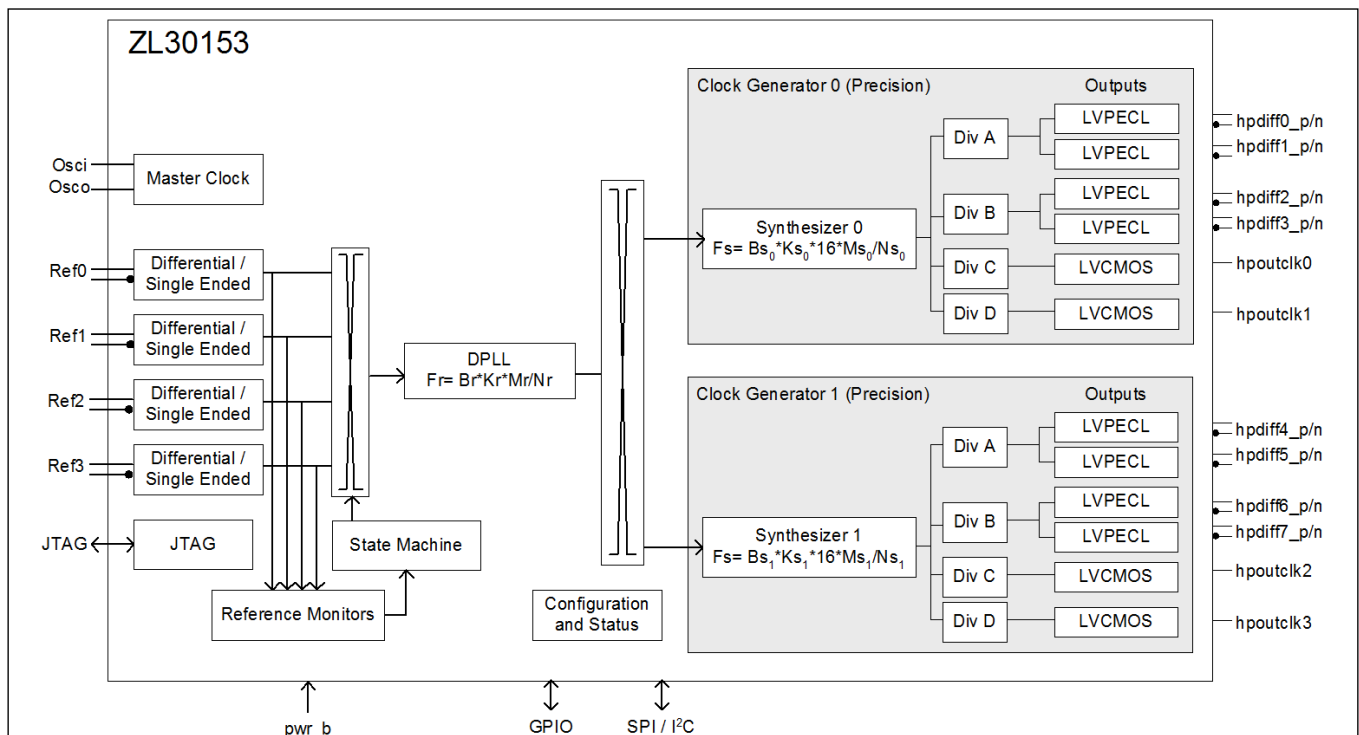 ZL30153
Osci
Osco
Master Clock
Ref0
Differential /
Single Ended
Ref1
Differential /
Single Ended
Ref2
Differential /
Single Ended
Ref3
Differential /
Single Ended
JTAG
JTAG
State Machine
Reference Monitors
DPLL
Fr= Br*Kr*Mr/Nr
Configuration
and Status
Clock Generator 0 (Precision)
Outputs
Synthesizer 0
Fs= Bs₀*Ks₀*16*Ms₀/Ns₀
Div A
LVPECL
LVPECL
Div B
LVPECL
LVPECL
Div C
LVCMOS
Div D
LVCMOS
hpdiff0_p/n
hpdiff1_p/n
hpdiff2_p/n
hpdiff3_p/n
hpoutclk0
hpoutclk1
Clock Generator 1 (Precision)
Outputs
Synthesizer 1
Fs= Bs₁*Ks₁*16*Ms₁/Ns₁
Div A
LVPECL
LVPECL
Div B
LVPECL
LVPECL
Div C
LVCMOS
Div D
LVCMOS
hpdiff4_p/n
hpdiff5_p/n
hpdiff6_p/n
hpdiff7_p/n
hpoutclk2
hpoutclk3
pwr_b
GPIO
SPI / I²C